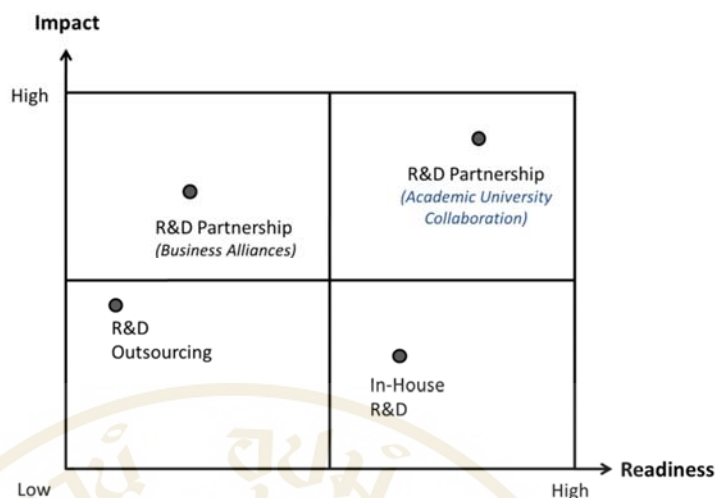 Impact
High
R&D Partnership
(Academic University
Collaboration)
R&D Partnership
(Business Alliances)
R&D
Outsourcing
In-House
R&D
Readiness
Low
High